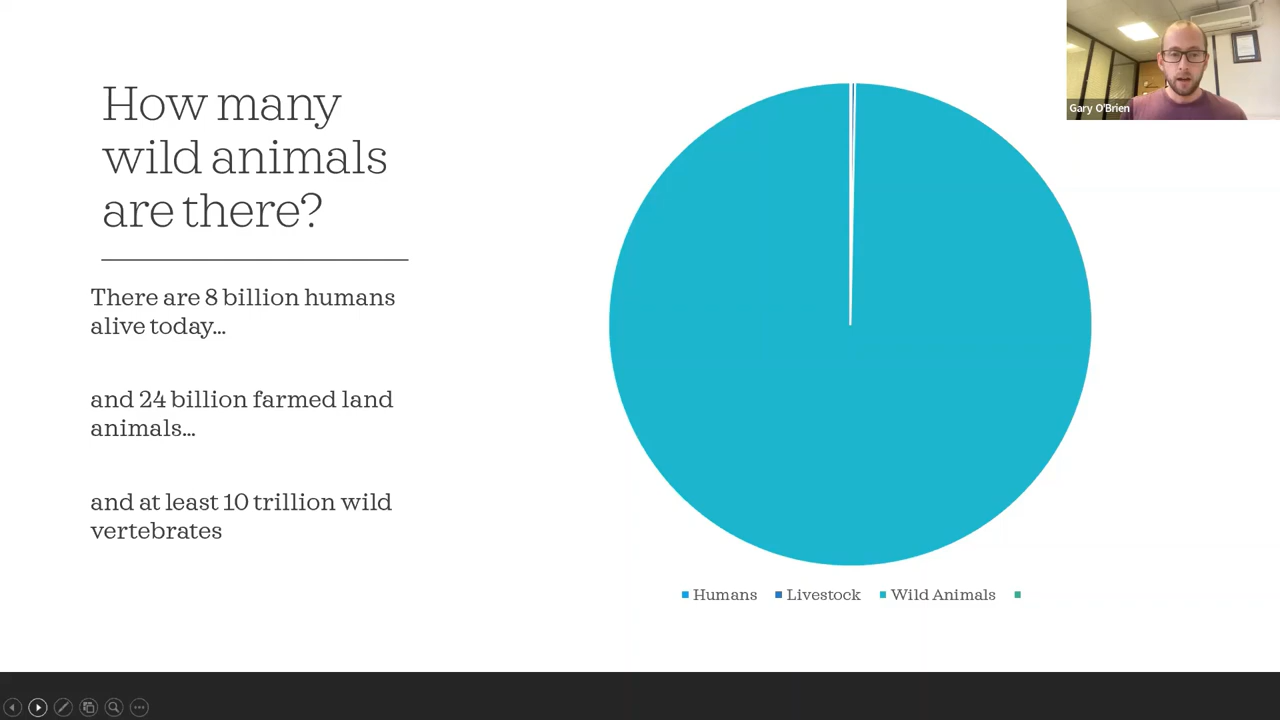 How many
wild animals
are there?
There are 8 billion humans
alive today...
and 24 billion farmed land
animals...
and at least 10 trillion wild
vertebrates
Humans
Livestock
Wild Animals
Gary O'Brien